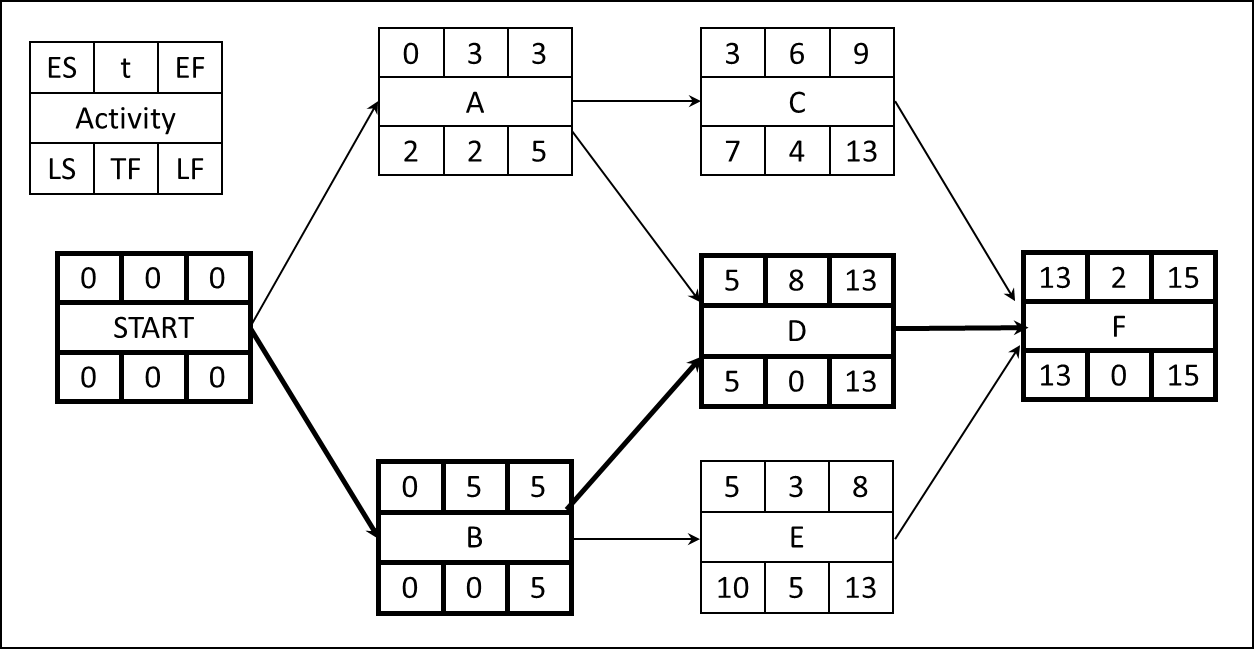 ES t EF
Activity
LS TF LF
0 3 3
A
2 2 5
3 6 9
C
7 4 13
0 0 0
START
0 0 0
5 8 13
D
5 0 13
13 2 15
F
13 0 15
0 5 5
B
0 0 5
5 3 8
E
10 5 13